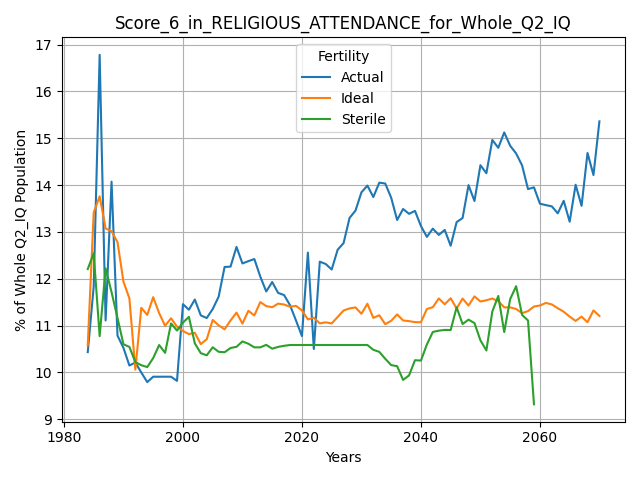 Score_6_in_RELIGIOUS_ATTENDANCE_for_Whole_Q2_IQ
Fertility
Actual
Ideal
Sterile
% of Whole Q2_IQ Population
17
16
15
14
13
12
11
10
9
1980 2000 2020 2040 2060
Years